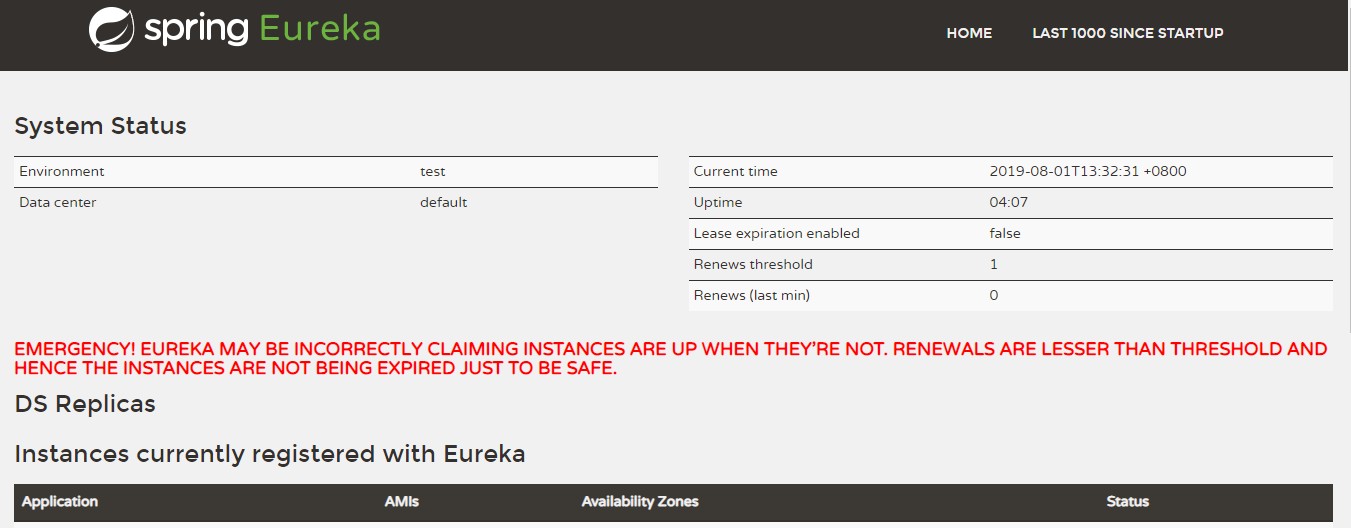 spring Eureka
HOME LAST 1000 SINCE STARTUP
System Status
Environment test
Data center default
Current time 2019-08-01T13:32:31 +0800
Uptime 04:07
Lease expiration enabled false
Renews threshold 1
Renews (last min) 0
EMERGENCY! EUREKA MAY BE INCORRECTLY CLAIMING INSTANCES ARE UP WHEN THEY'RE NOT. RENEWALS ARE LESSER THAN THRESHOLD AND
HENCE THE INSTANCES ARE NOT BEING EXPIRED JUST TO BE SAFE.
DS Replicas
Instances currently registered with Eureka
Application AMIs Availability Zones Status